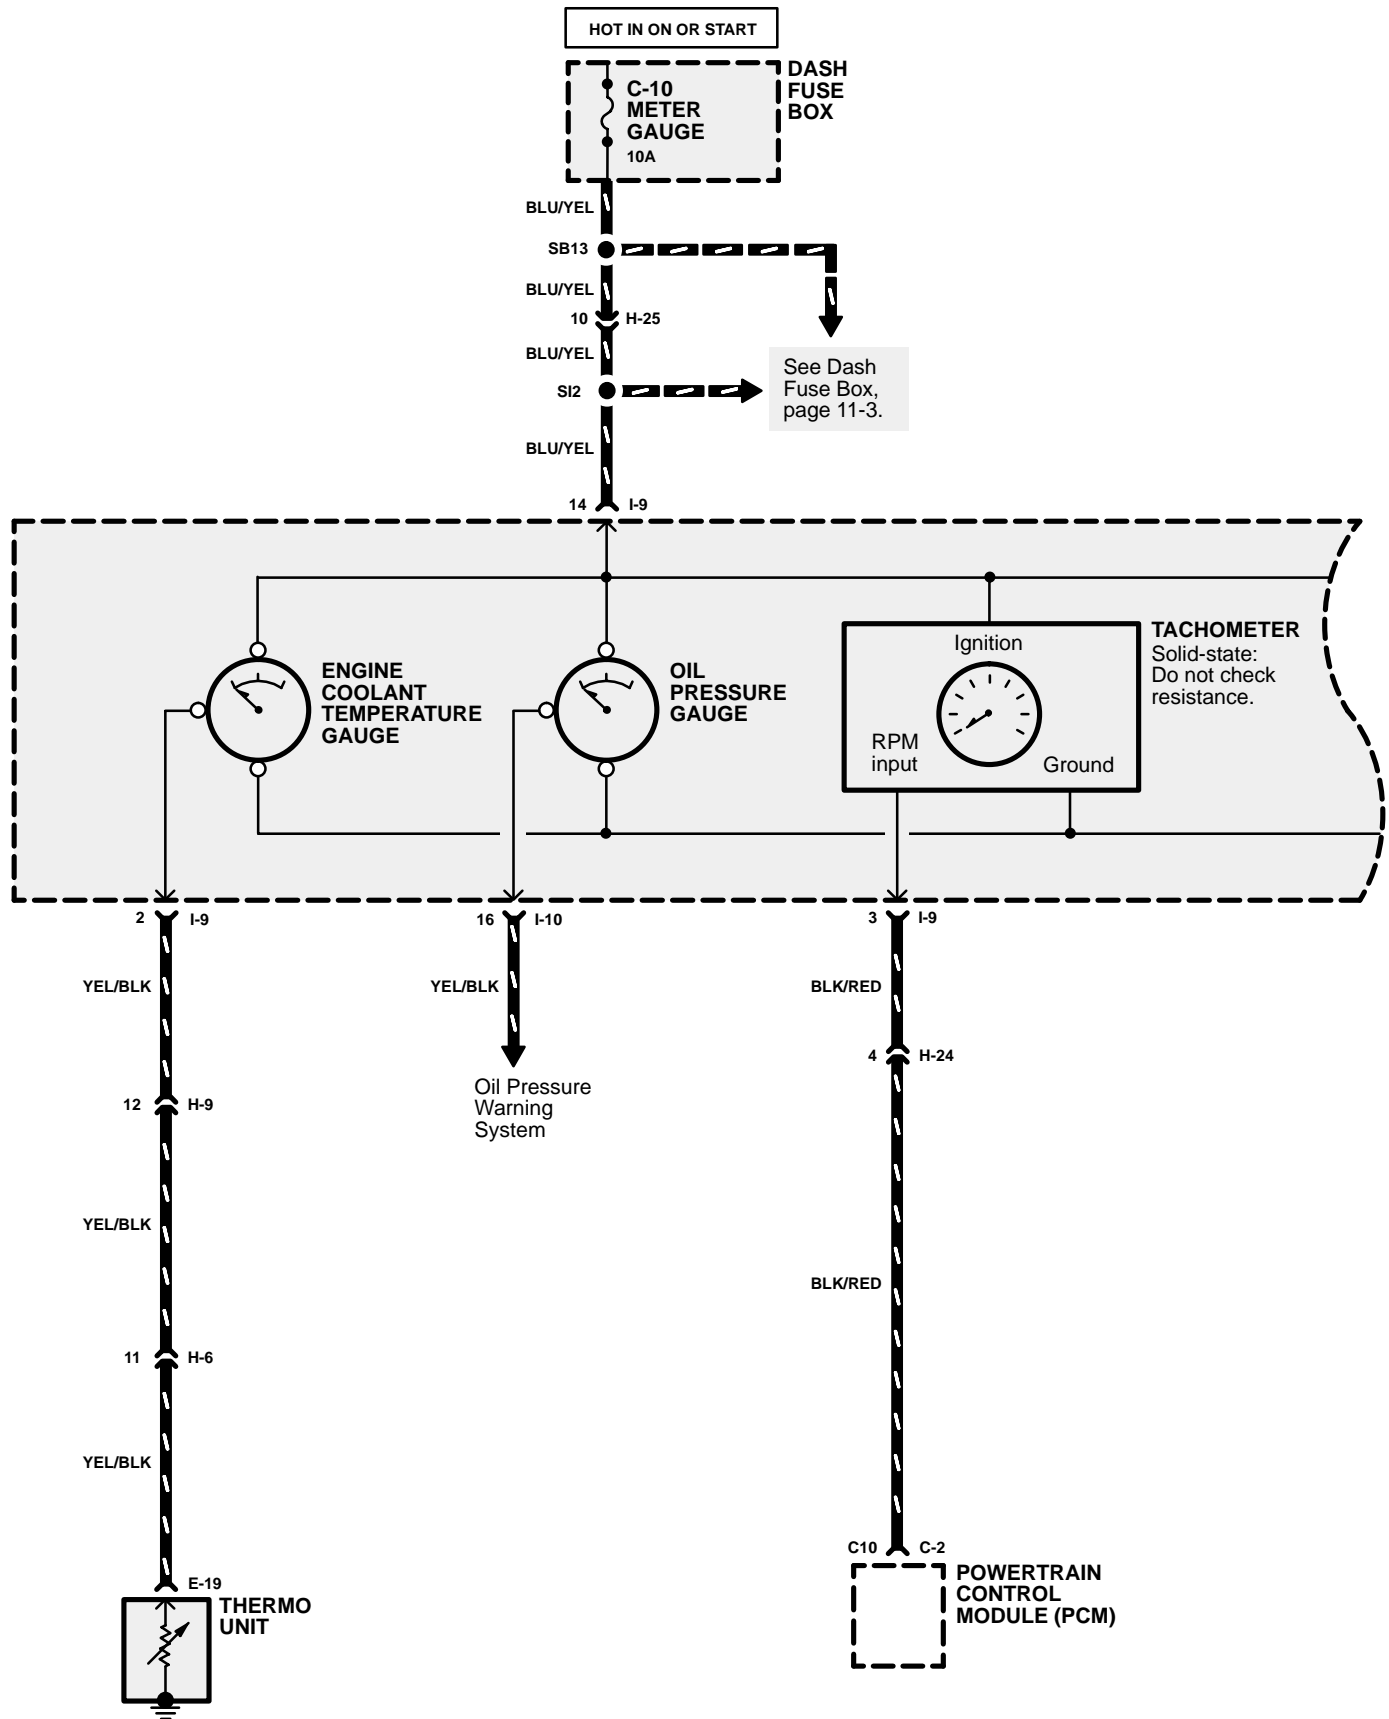 HOT IN ON OR START
DASH
FUSE
BOX
C-10
METER
GAUGE
10A
BLU/YEL
SB13
BLU/YEL
10 H-25
BLU/YEL
SI2
See Dash
Fuse Box,
page 11-3.
BLU/YEL
14 I-9
ENGINE
COOLANT
TEMPERATURE
GAUGE
OIL
PRESSURE
GAUGE
Ignition
RPM
input
Ground
TACHOMETER
Solid-state:
Do not check
resistance.
2 I-9
16 I-10
3 I-9
YEL/BLK
YEL/BLK
BLK/RED
4 H-24
12 H-9
Oil Pressure
Warning
System
YEL/BLK
BLK/RED
11 H-6
YEL/BLK
C10 C-2
E-19
THERMO
UNIT
POWERTRAIN
CONTROL
MODULE (PCM)